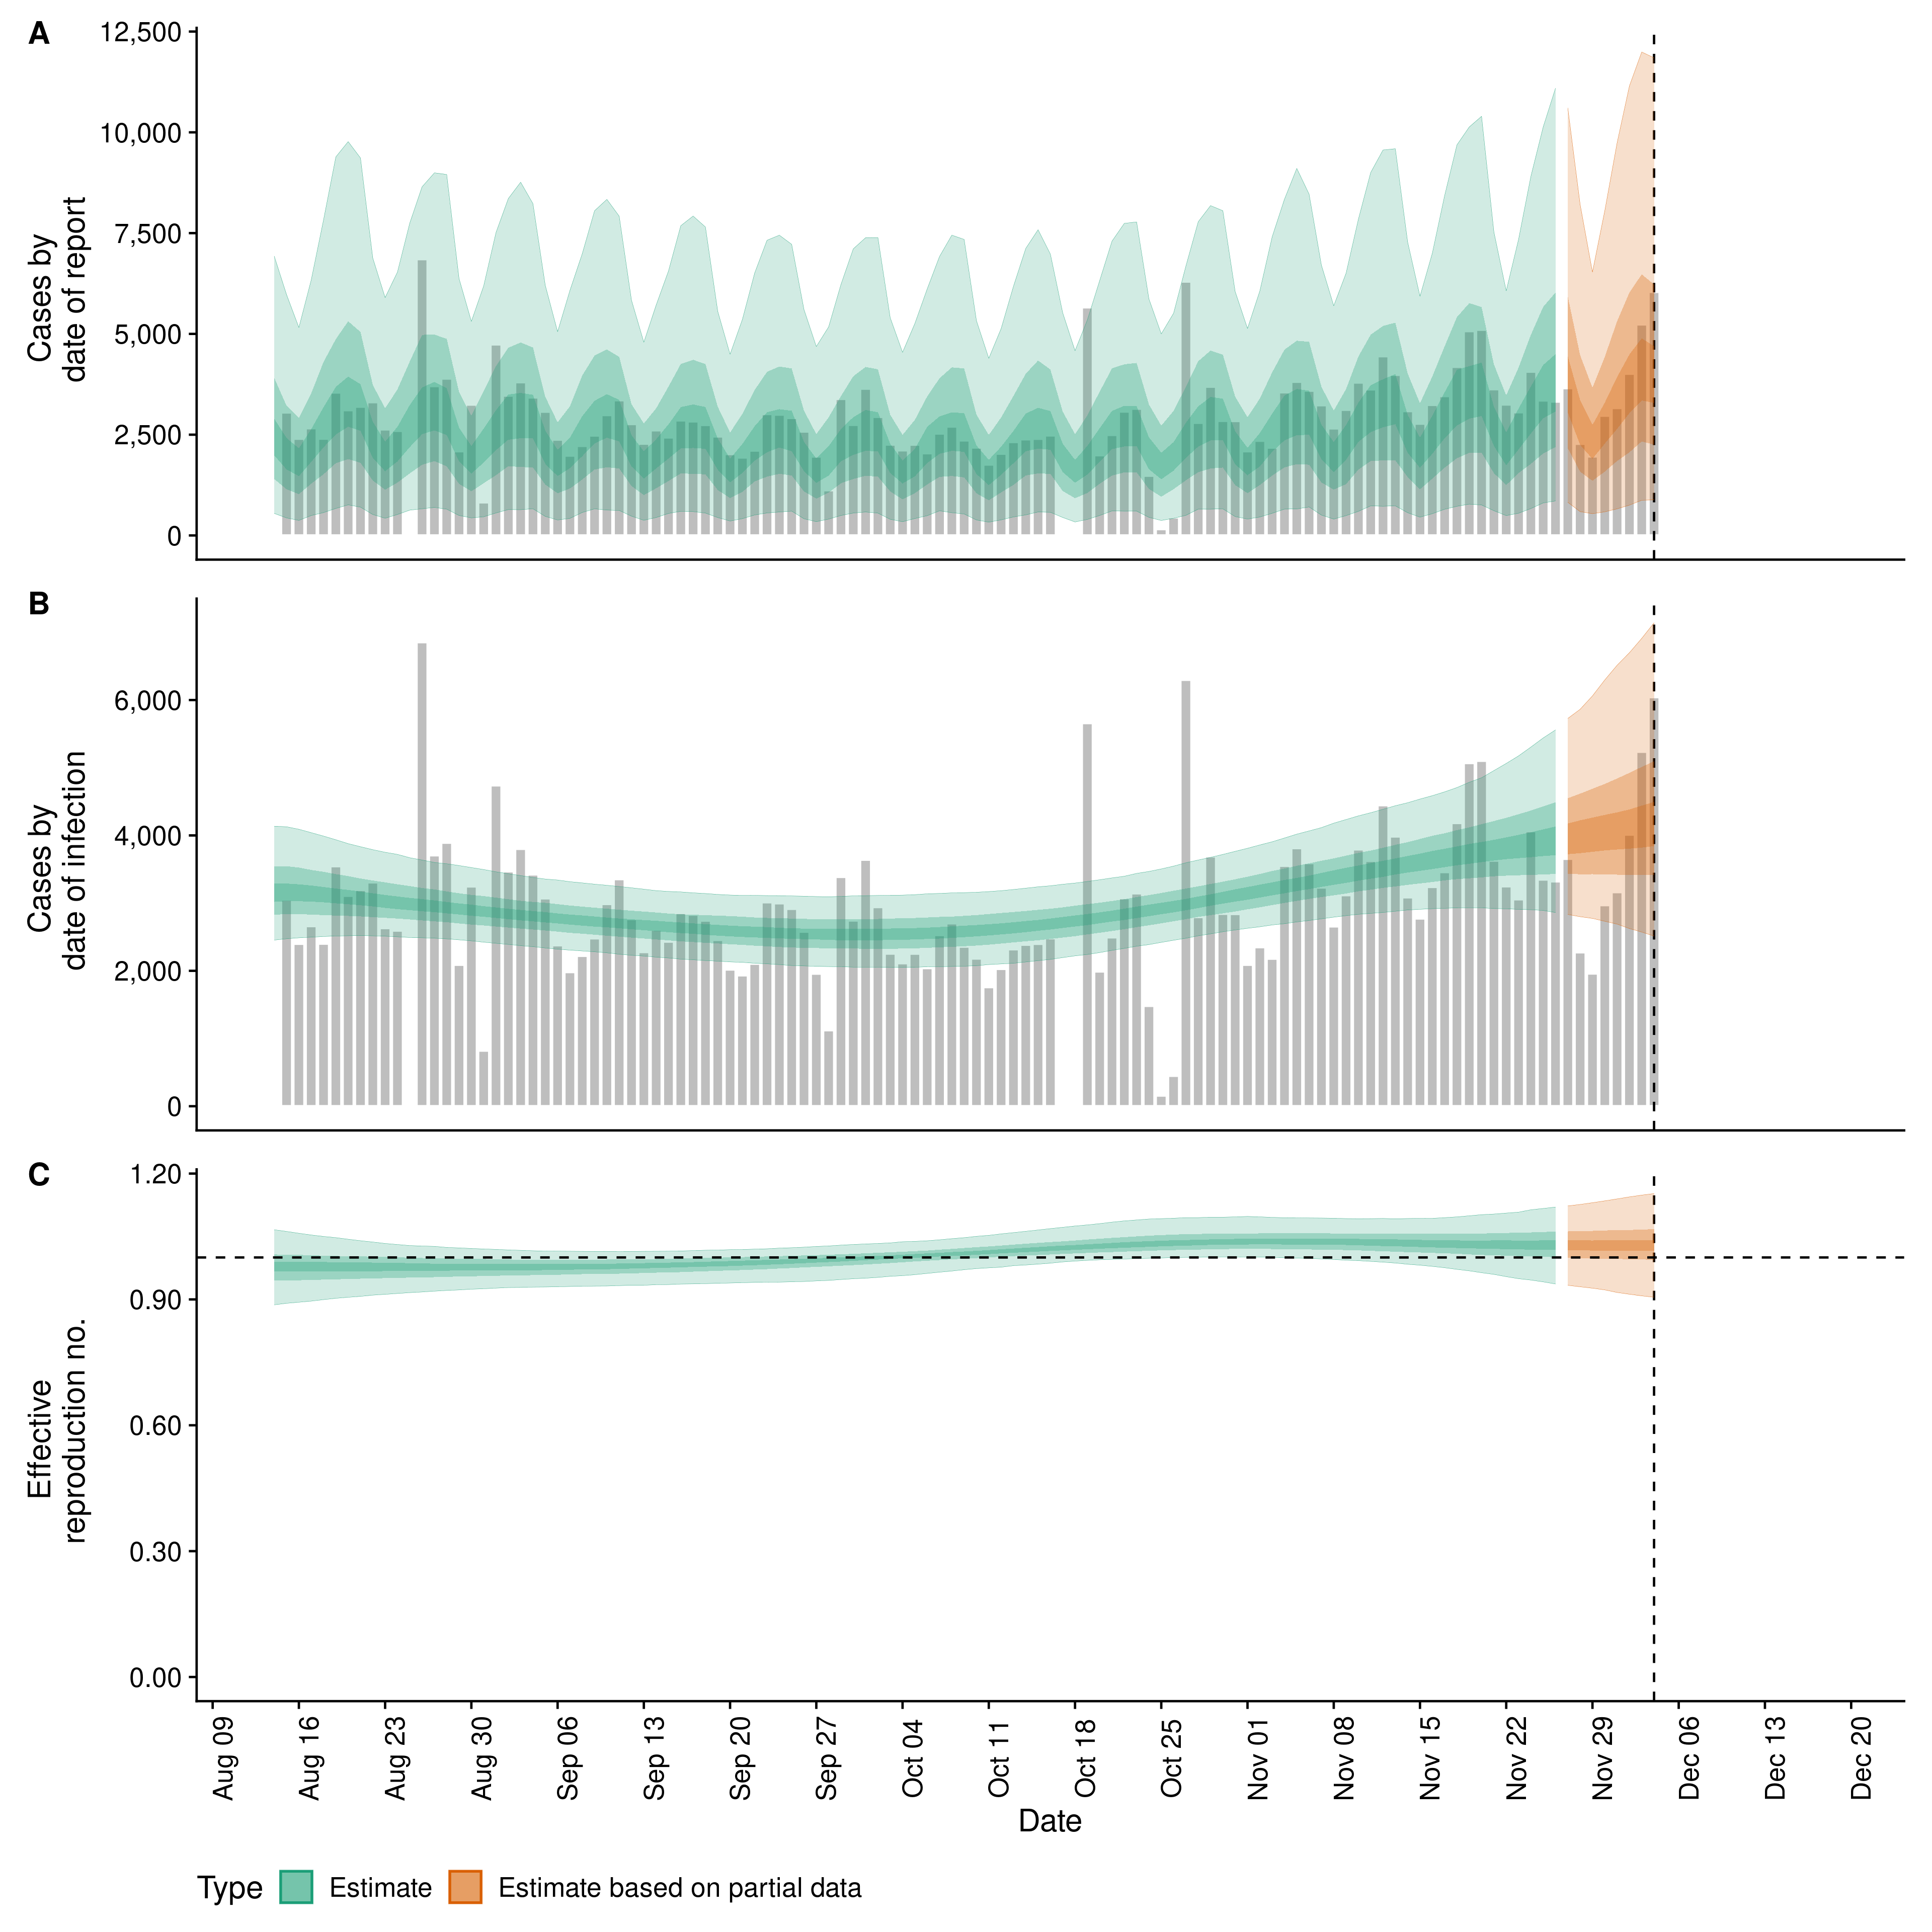 A
Cases by
date of report
12,500
10,000
7,500
5,000
2,500
0
B
Cases by
date of infection
6,000
4,000
2,000
0
C
Effective
reproduction no.
1.20
0.90
0.60
0.30
0.00
Aug 09
Aug 16
Aug 23
Aug 30
Sep 06
Sep 13
Sep 20
Sep 27
Oct 04
Oct 11
Oct 18
Oct 25
Nov 01
Nov 08
Nov 15
Nov 22
Nov 29
Dec 06
Dec 13
Dec 20
Date
Type Estimate Estimate based on partial data